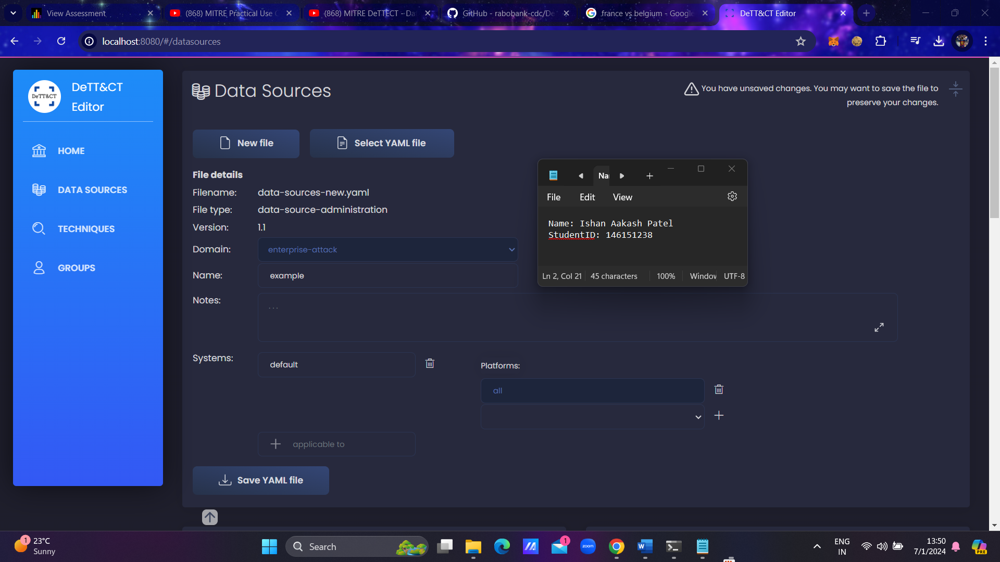 View Assessment
(868) MITRE Practical Use C
(868) MITRE DeTTECT - Da
GitHub - rabobank-cdc/De
.france vs belgium - Google
DeTT&CT Editor
localhost:8080/#/datasources
DeTT&CT
DeTT&CT
Editor
HOME
DATA SOURCES
TECHNIQUES
GROUPS
Data Sources
You have unsaved changes. You may want to save the file to
preserve your changes.
New file
Select YAML file
File details
Filename: data-sources-new.yaml
File type: data-source-administration
Version: 1.1
Domain: enterprise-attack
Name: example
Notes: ...
Systems: default
Platforms:
all
applicable to
Save YAML file
Nai
File Edit View
Name: Ishan Aakash Patel
StudentID: 146151238
Ln 2, Col 21 45 characters 100% Window UTF-8
1
23°C
Sunny
Search
1
zoom
W
ENG
IN
13:50
7/1/2024
PRE